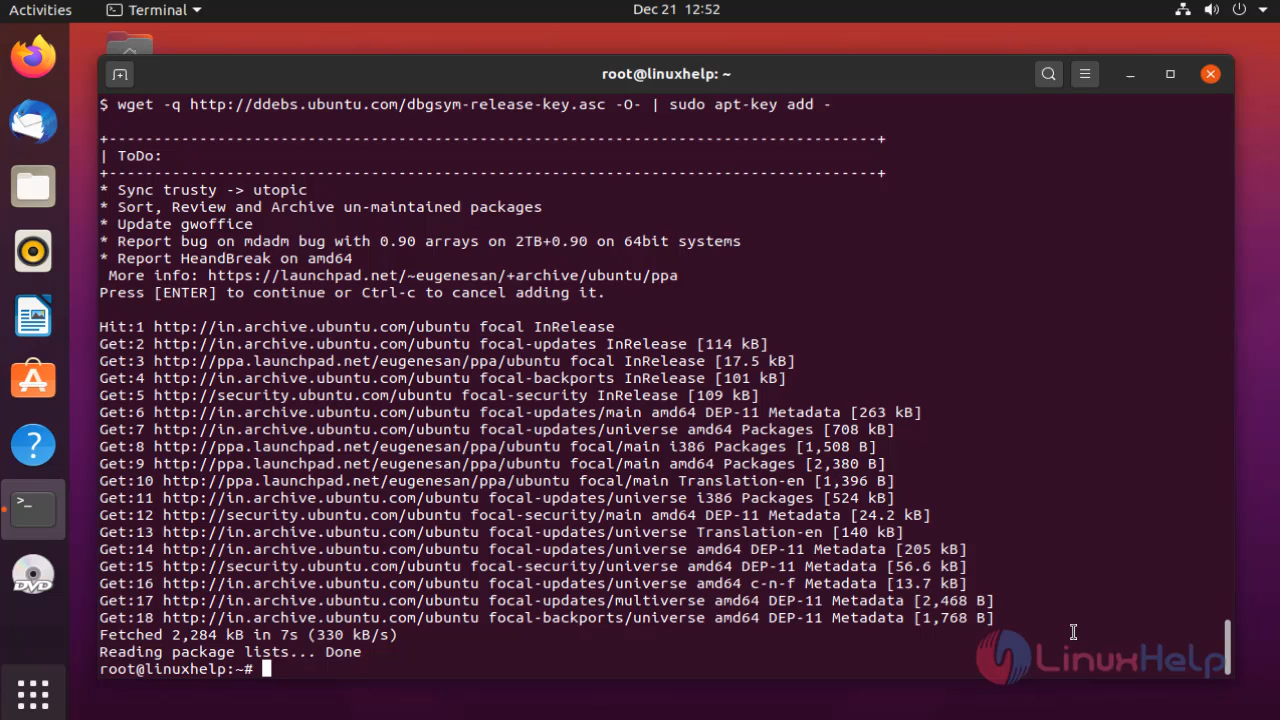 Activities
Terminal
Dec 21 12:52
root@linuxhelp: ~
$ wget -q http://ddebs.ubuntu.com/dbgsym-release-key.asc -O- | sudo apt-key add -
+-------------------------------------------------------------------------------------+
| ToDo:
+-------------------------------------------------------------------------------------+
* Sync trusty -> utopic
* Sort, Review and Archive un-maintained packages
* Update gwoffice
* Report bug on mdadm bug with 0.90 arrays on 2TB+0.90 on 64bit systems
* Report HeandBreak on amd64
More info: https://launchpad.net/~eugenesan/+archive/ubuntu/ppa
Press [ENTER] to continue or Ctrl-c to cancel adding it.
Hit:1 http://in.archive.ubuntu.com/ubuntu focal InRelease
Get:2 http://in.archive.ubuntu.com/ubuntu focal-updates InRelease [114 kB]
Get:3 http://ppa.launchpad.net/eugenesan/ppa/ubuntu focal InRelease [17.5 kB]
Get:4 http://in.archive.ubuntu.com/ubuntu focal-backports InRelease [101 kB]
Get:5 http://security.ubuntu.com/ubuntu focal-security InRelease [109 kB]
Get:6 http://in.archive.ubuntu.com/ubuntu focal-updates/main amd64 DEP-11 Metadata [263 kB]
Get:7 http://in.archive.ubuntu.com/ubuntu focal-updates/universe amd64 Packages [708 kB]
Get:8 http://ppa.launchpad.net/eugenesan/ppa/ubuntu focal/main i386 Packages [1,508 B]
Get:9 http://ppa.launchpad.net/eugenesan/ppa/ubuntu focal/main amd64 Packages [2,380 B]
Get:10 http://ppa.launchpad.net/eugenesan/ppa/ubuntu focal/main Translation-en [1,396 B]
Get:11 http://in.archive.ubuntu.com/ubuntu focal-updates/universe i386 Packages [524 kB]
Get:12 http://security.ubuntu.com/ubuntu focal-security/main amd64 DEP-11 Metadata [24.2 kB]
Get:13 http://in.archive.ubuntu.com/ubuntu focal-updates/universe Translation-en [140 kB]
Get:14 http://in.archive.ubuntu.com/ubuntu focal-updates/universe amd64 DEP-11 Metadata [205 kB]
Get:15 http://security.ubuntu.com/ubuntu focal-security/universe amd64 DEP-11 Metadata [56.6 kB]
Get:16 http://in.archive.ubuntu.com/ubuntu focal-updates/universe amd64 c-n-f Metadata [13.7 kB]
Get:17 http://in.archive.ubuntu.com/ubuntu focal-updates/multiverse amd64 DEP-11 Metadata [2,468 B]
Get:18 http://in.archive.ubuntu.com/ubuntu focal-backports/universe amd64 DEP-11 Metadata [1,768 B]
Fetched 2,284 kB in 7s (330 kB/s)
Reading package lists... Done
root@linuxhelp:~#
LinuxHelp
DVD